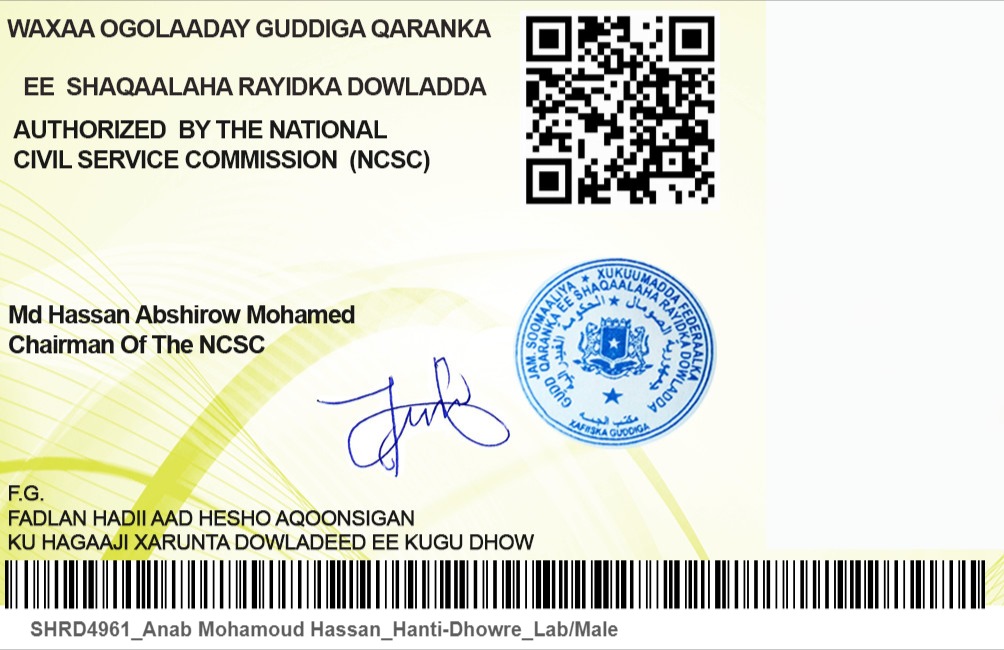 WAXAA OGOLAADAY GUDDIGA QARANKA
EE SHAQAALAHA RAYIDKA DOWLADDA
AUTHORIZED BY THE NATIONAL
CIVIL SERVICE COMMISSION (NCSC)
Md Hassan Abshirow Mohamed
Chairman Of The NCSC
JAM. SOOMAALIYA ★ XUKUUMADDA FEDERAALKA
GUDD QARANKA EE SHAQAALAHA RAYIDKA DOWLADDA
XAFIISKA GUDDIGA
F.G.
FADLAN HADII AAD HESHO AQOONSIGAN
KU HAGAAJI XARUNTA DOWLADEED EE KUGU DHOW
SHRD4961_Anab Mohamoud Hassan_Hanti-Dhowre_Lab/Male